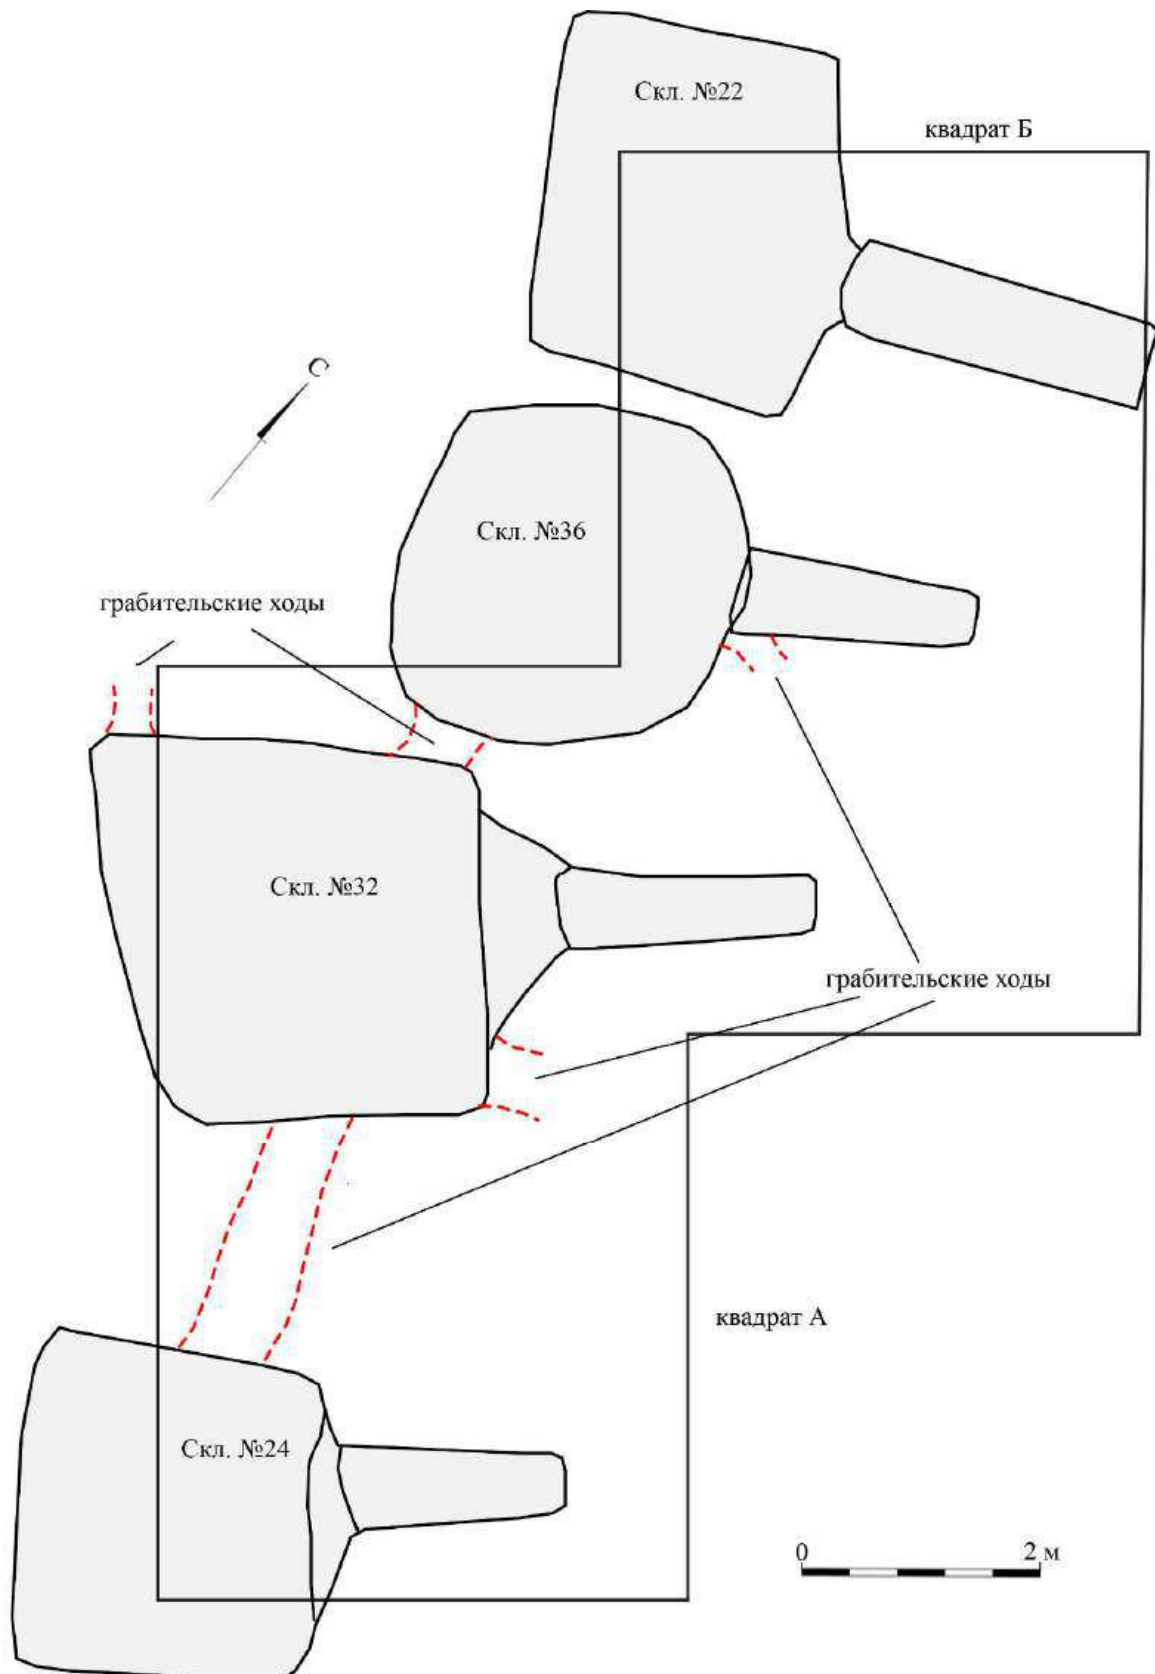 Скл. №22
квадрат Б
С
Скл. №36
грабительские ходы
Скл. №32
грабительские ходы
квадрат А
Скл. №24
0 2 м